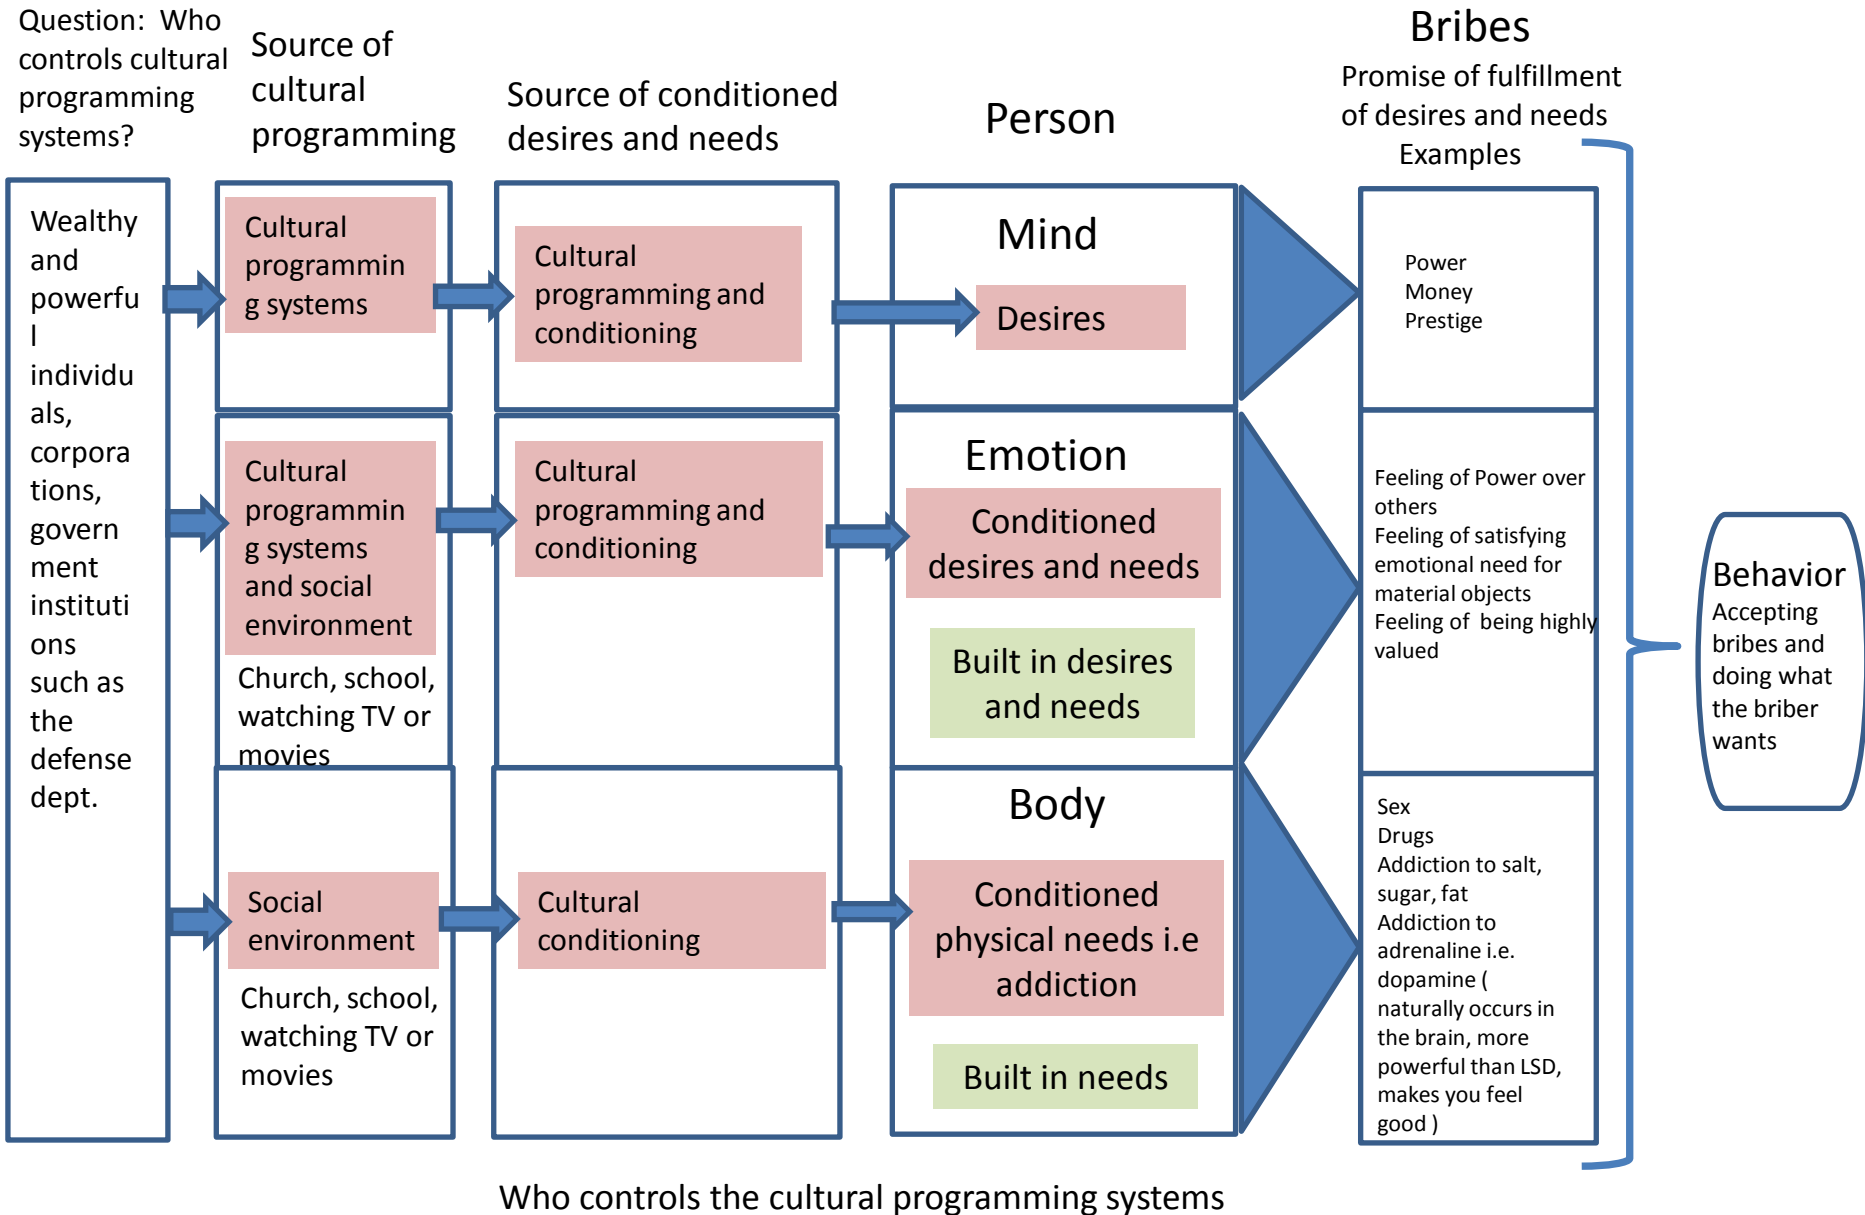 Question:  Who
controls cultural
programming
systems?
Source of
cultural
programming
Source of conditioned
desires and needs
Person
Bribes
Promise of fulfillment
of desires and needs
Examples
Wealthy
and
powerfu
l
individu
als,
corpora
tions,
govern
ment
instituti
ons
such as
the
defense
dept.
Cultural
programmin
g systems
Cultural
programming and
conditioning
Mind
Desires
Power
Money
Prestige
Cultural
programmin
g systems
and social
environment
Church, school,
watching TV or
movies
Cultural
programming and
conditioning
Emotion
Conditioned
desires and needs
Built in desires
and needs
Feeling of Power over
others
Feeling of satisfying
emotional need for
material objects
Feeling of  being highly
valued
Behavior
Accepting
bribes and
doing what
the briber
wants
Social
environment
Church, school,
watching TV or
movies
Cultural
conditioning
Body
Conditioned
physical needs i.e
addiction
Built in needs
Sex
Drugs
Addiction to salt,
sugar, fat
Addiction to
adrenaline i.e.
dopamine (
naturally occurs in
the brain, more
powerful than LSD,
makes you feel
good )
Who controls the cultural programming systems